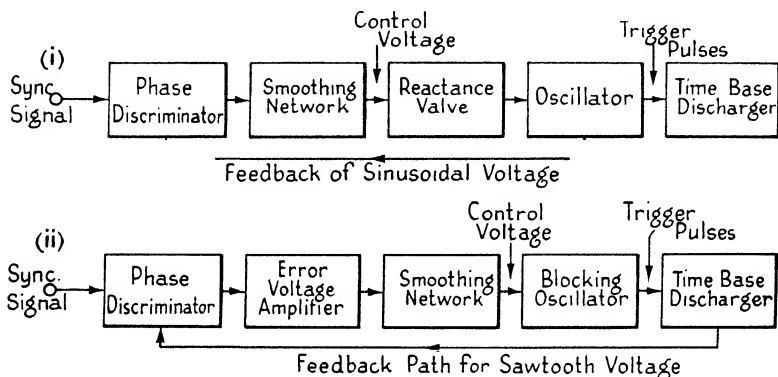 (i)
Sync.
Signal
Phase
Discriminator
Smoothing
Network
Control
Voltage
Reactance
Valve
Oscillator
Trigger
Pulses
Time Base
Discharger
Feedback of Sinusoidal Voltage
(ii)
Sync.
Signal
Phase
Discriminator
Error
Voltage
Amplifier
Smoothing
Network
Control
Voltage
Blocking
Oscillator
Trigger
Pulses
Time Base
Discharger
Feedback Path for Sawtooth Voltage